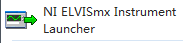 NI ELVISmx Instrument
Launcher